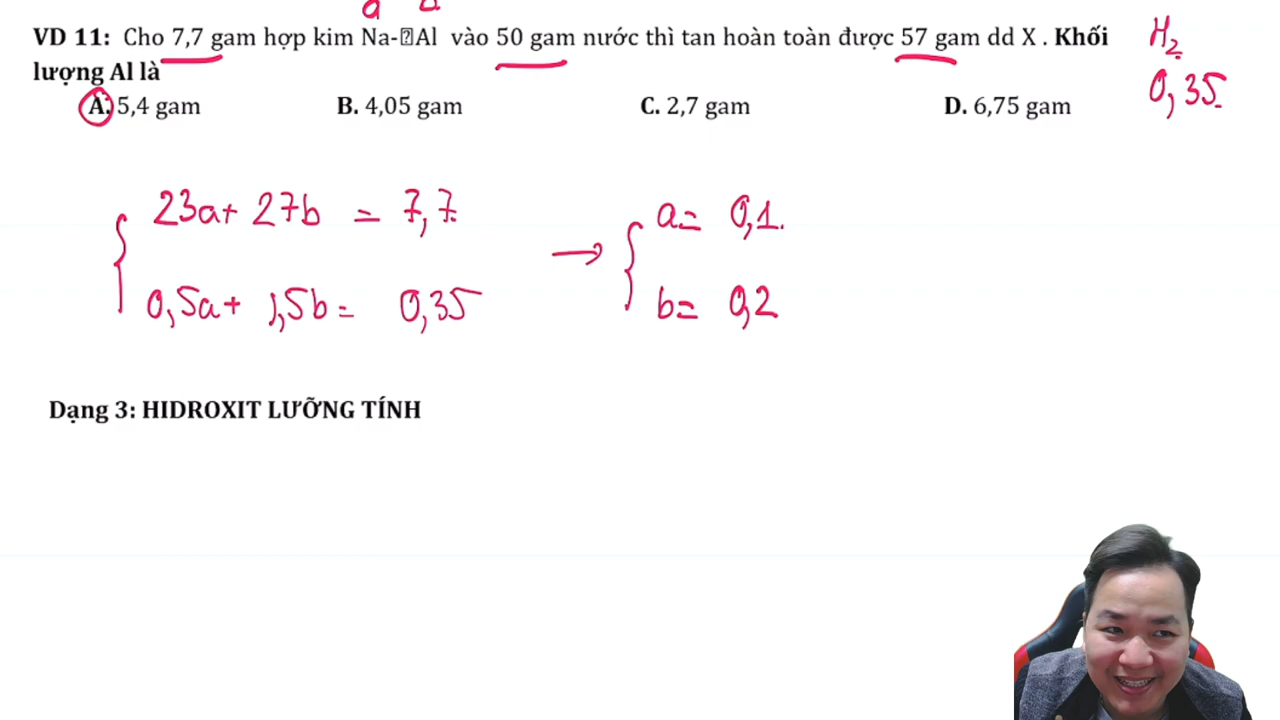 a
VD 11: Cho 7,7 gam hợp kim Na-Al vào 50 gam nước thì tan hoàn toàn được 57 gam dd X . Khối
lượng Al là
A. 5,4 gam B. 4,05 gam C. 2,7 gam D. 6,75 gam
H₂
0,35
23a+ 27b = 7,7
0,5a+ 1,5b= 0,35
→ a= 0,1
b= 0,2
Dạng 3: HIDROXIT LƯỠNG TÍNH